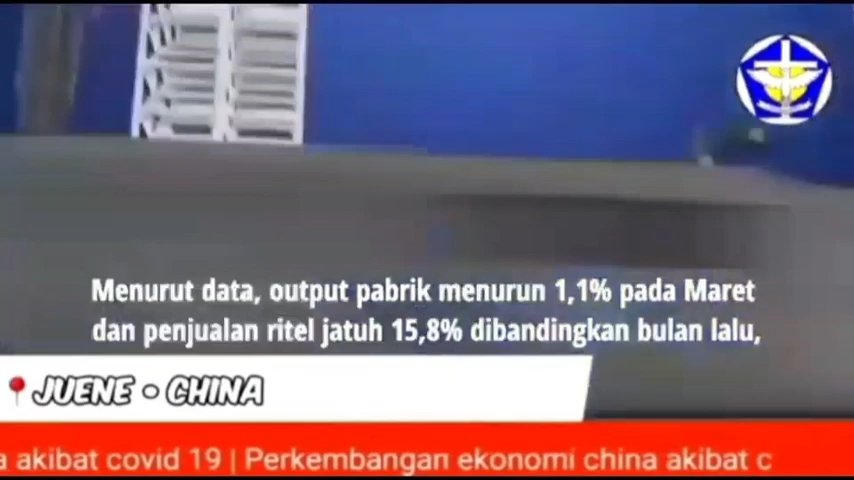 Menurut data, output pabrik menurun 1,1% pada Maret
dan penjualan ritel jatuh 15,8% dibandingkan bulan lalu,
JUENE • CHINA
a akibat covid 19 | Perkembangan ekonomi china akibat c